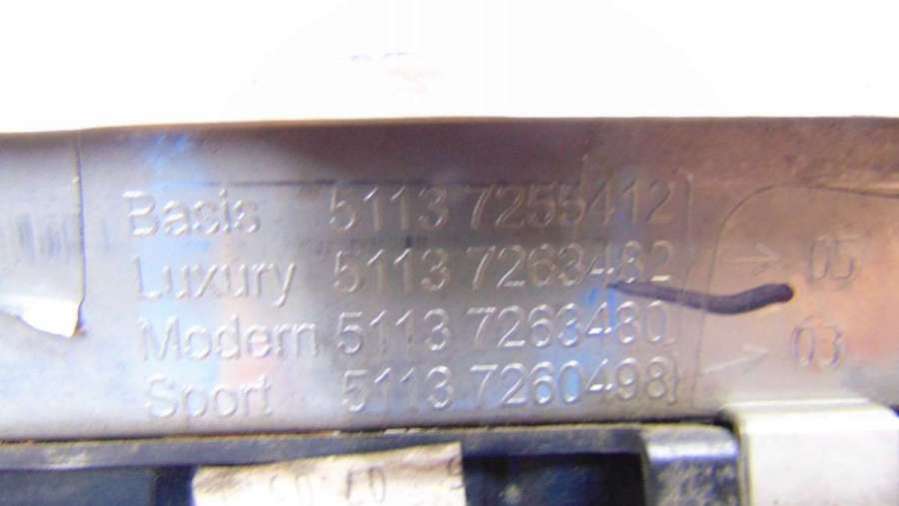 Basis 5113 7255412
Luxury 5113 7263482
Modern 5113 7263480
Sport 5113 7260498
05
03